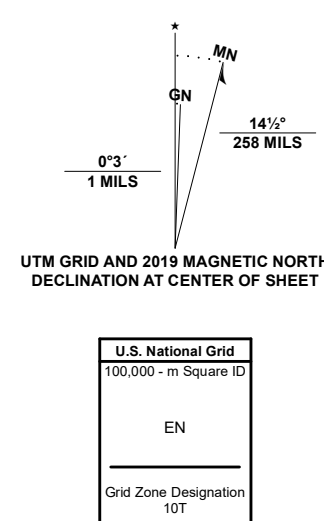 ★
MN
GN
14½°
258 MILS
0°3´
1 MILS
UTM GRID AND 2019 MAGNETIC NORTH
DECLINATION AT CENTER OF SHEET
U.S. National Grid
100,000 - m Square ID
EN
Grid Zone Designation
10T